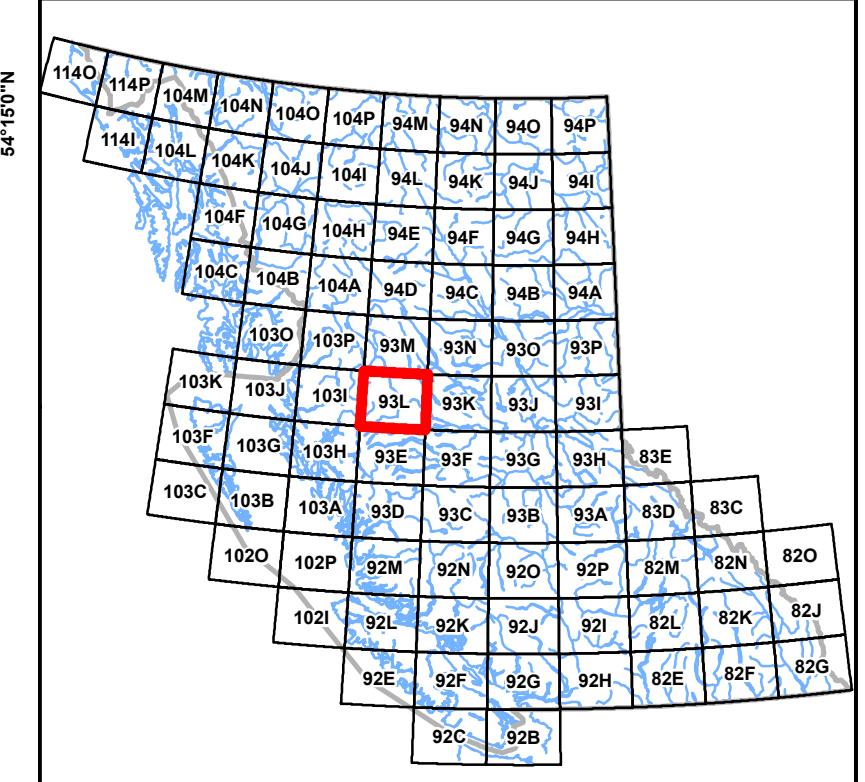 54°15'0"N
114O 114P 104M 104N 104O 104P 94M 94N 94O 94P
114I 104L 104K 104J 104I 94L 94K 94J 94I
104F 104G 104H 94E 94F 94G 94H
104C 104B 104A 94D 94C 94B 94A
103O 103P 93M 93N 93O 93P
103K 103J 103I 93L 93K 93J 93I
103F 103G 103H 93E 93F 93G 93H 83E
103C 103B 103A 93D 93C 93B 93A 83D 83C
102O 102P 92M 92N 92O 92P 82M 82N 82O
102I 92L 92K 92J 92I 82L 82K 82J
92E 92F 92G 92H 82E 82F 82G
92C 92B